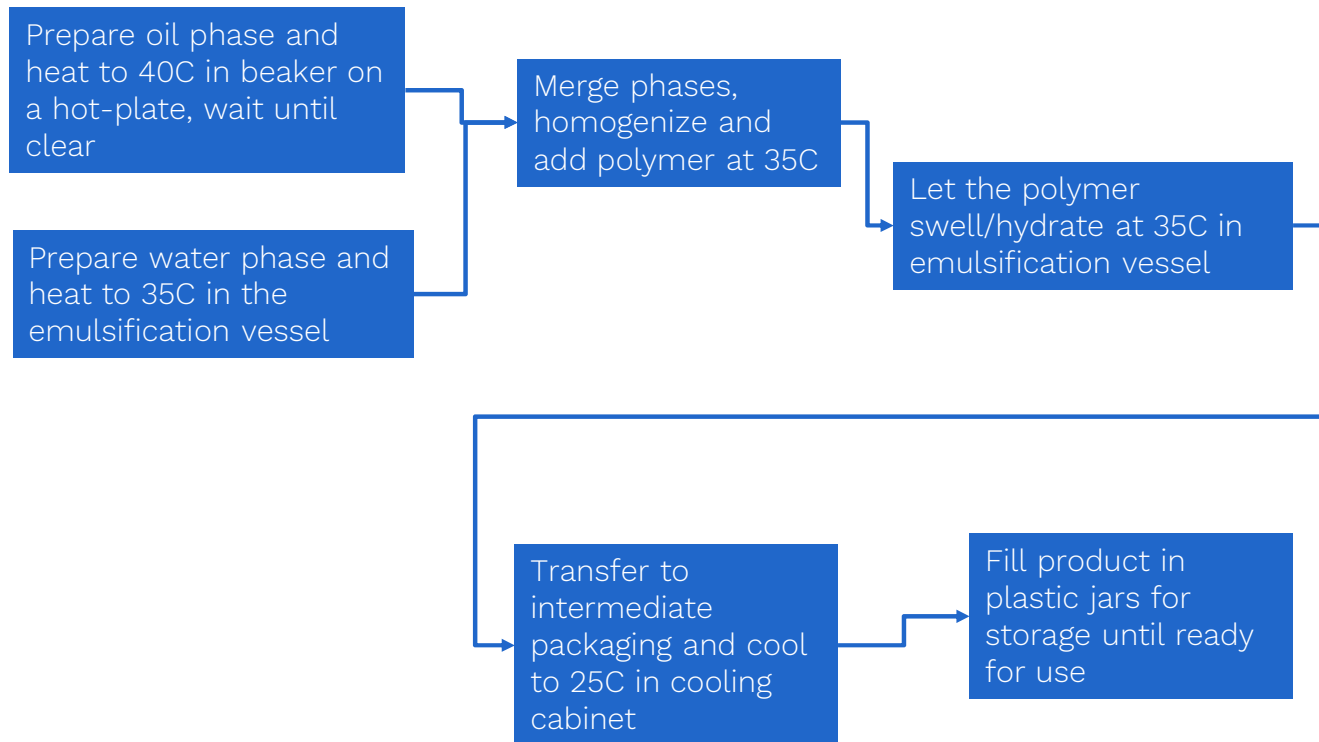 Prepare oil phase and
heat to 40C in beaker on
a hot-plate, wait until
clear
Prepare water phase and
heat to 35C in the
emulsification vessel
Merge phases,
homogenize and
add polymer at 35C
Let the polymer
swell/hydrate at 35C in
emulsification vessel
Transfer to
intermediate
packaging and cool
to 25C in cooling
cabinet
Fill product in
plastic jars for
storage until ready
for use